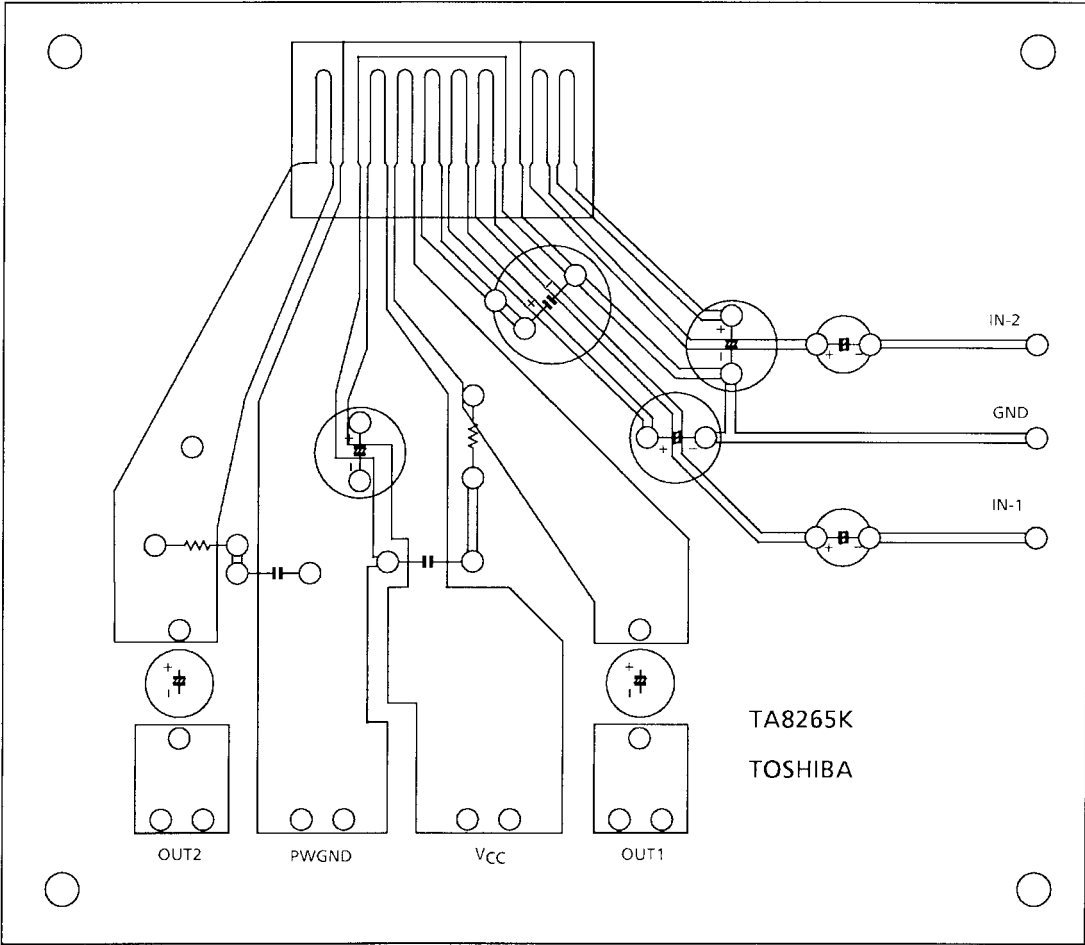 IN-2
GND
IN-1
TA8265K
TOSHIBA
OUT2
PWGND
VCC
OUT1